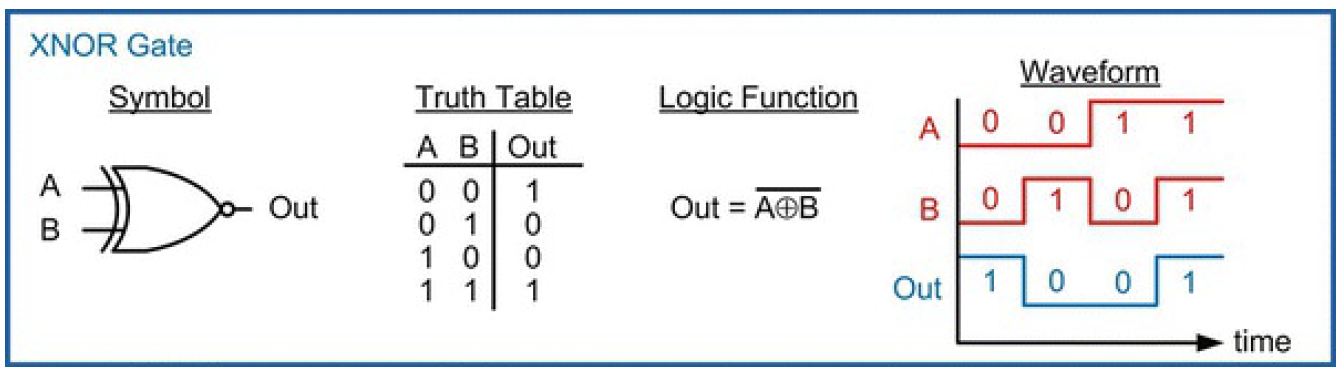 XNOR Gate
Symbol
A
B
Out
Truth Table
A B Out
0 0 1
0 1 0
1 0 0
1 1 1
Logic Function
Out = A⊕B
Waveform
A 0 0 1 1
B 0 1 0 1
Out 1 0 0 1
time